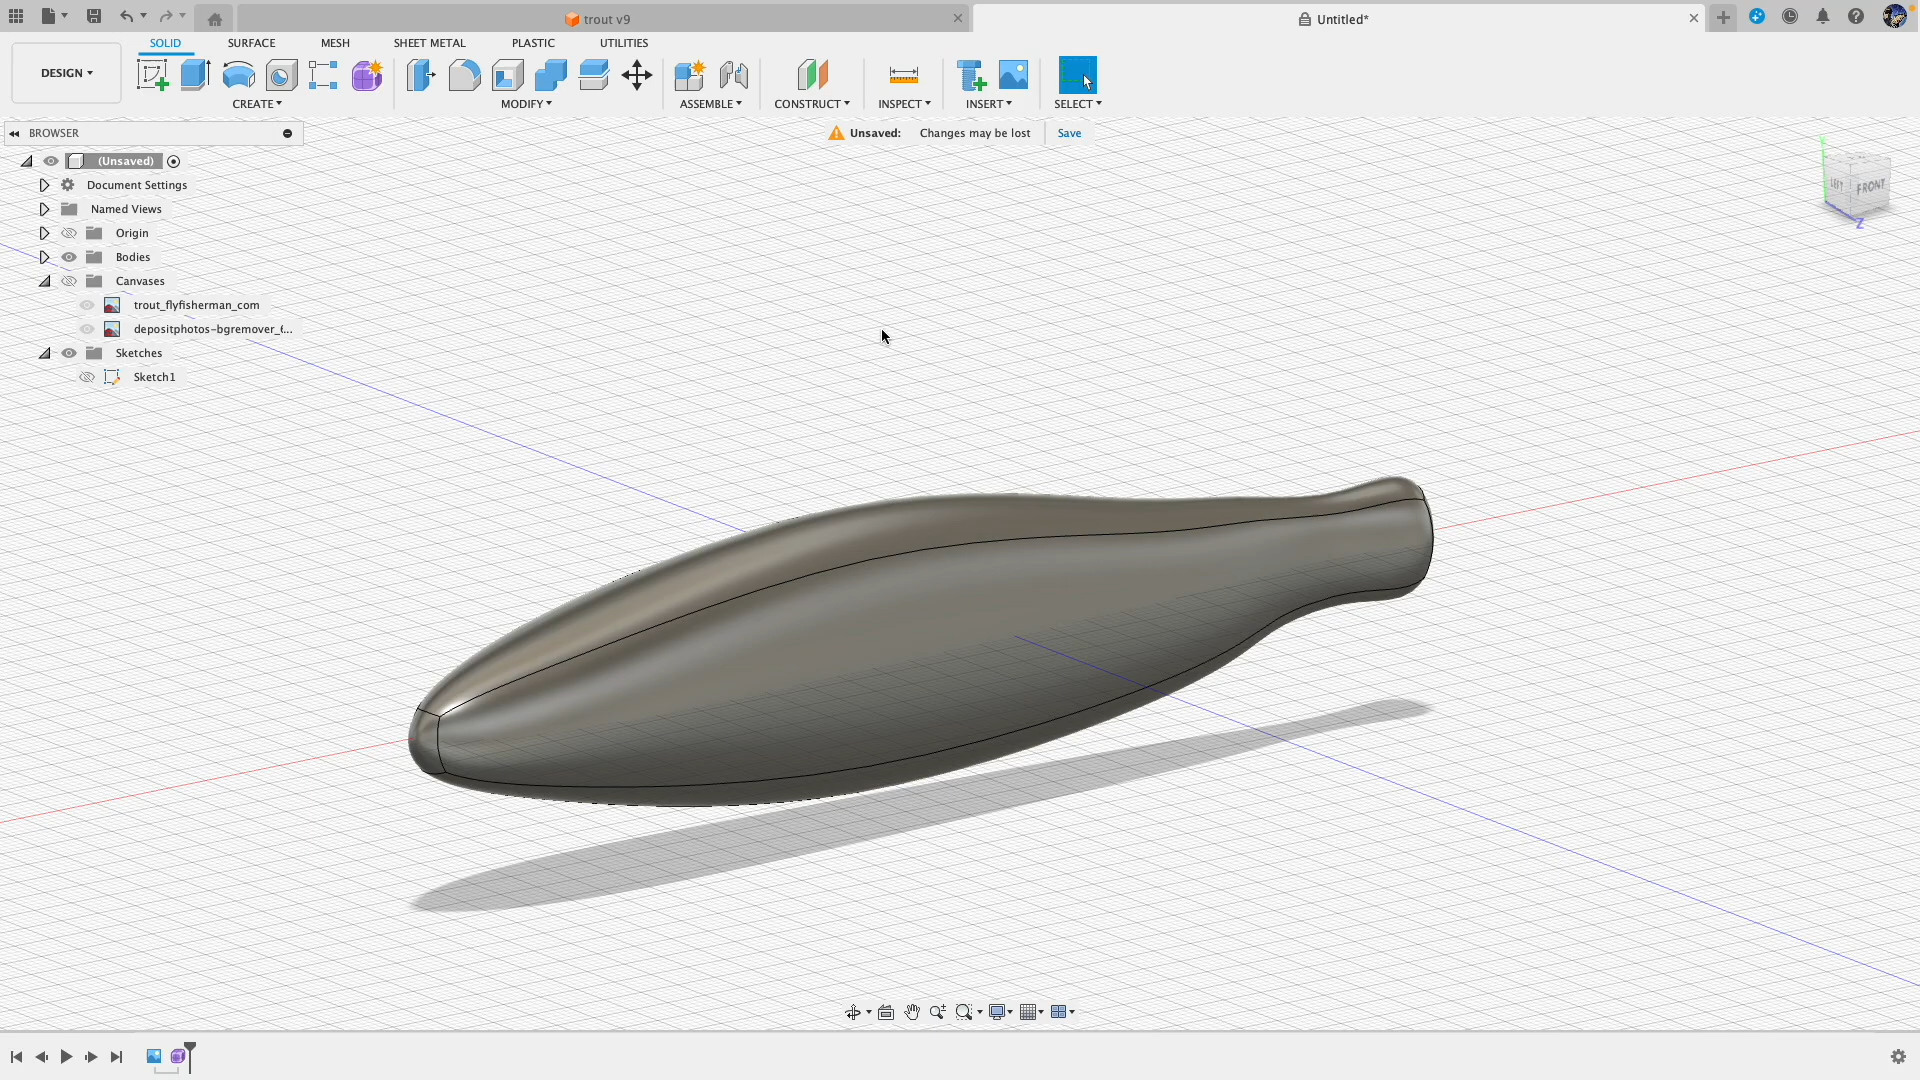 trout v9
Untitled*
SOLID SURFACE MESH SHEET METAL PLASTIC UTILITIES
DESIGN
CREATE MODIFY ASSEMBLE CONSTRUCT INSPECT INSERT SELECT
BROWSER
Unsaved: Changes may be lost Save
(Unsaved)
Document Settings
Named Views
Origin
Bodies
Canvases
trout_flyfisherman_com
depositphotos-bgremover_6...
Sketches
Sketch1
LEFT FRONT
Z